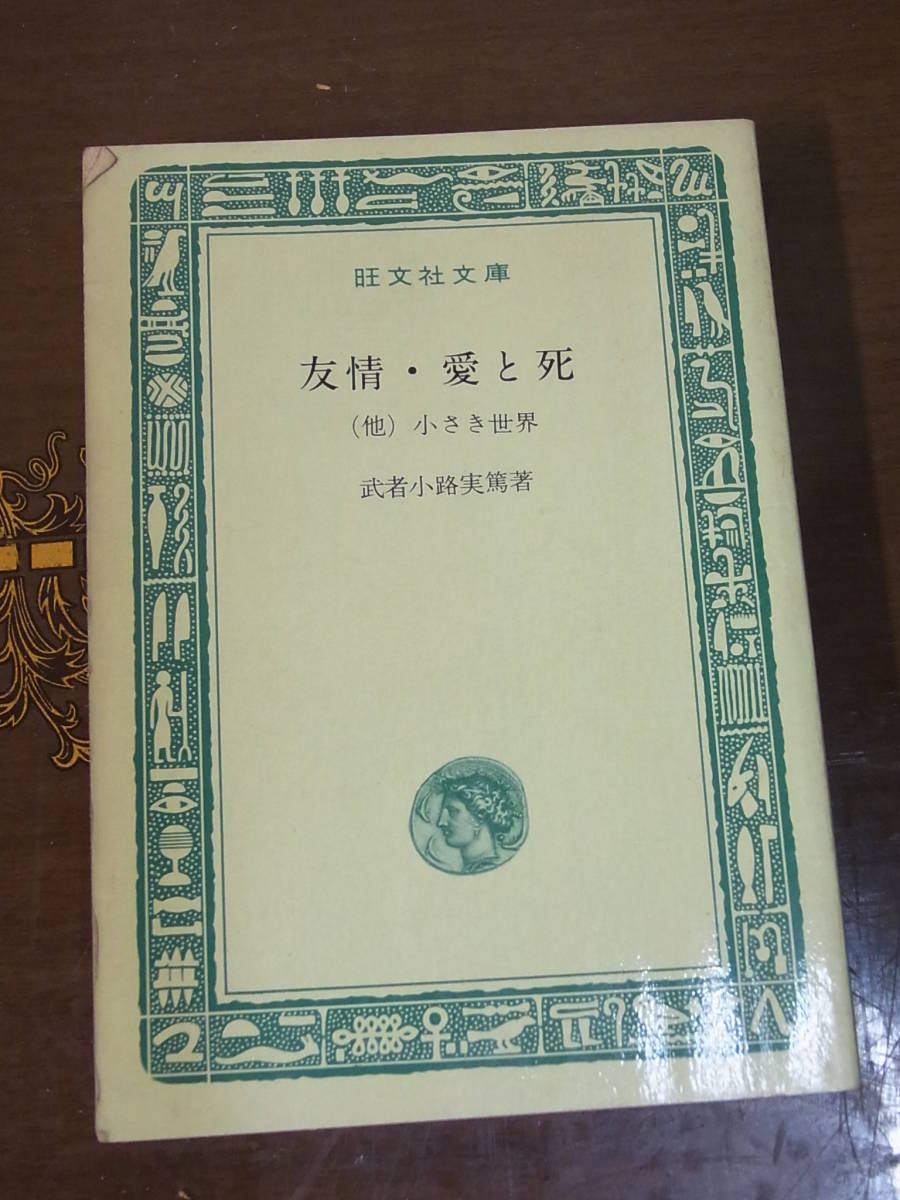 旺文社文庫
友情・愛と死
（他）小さき世界
武者小路実篤著